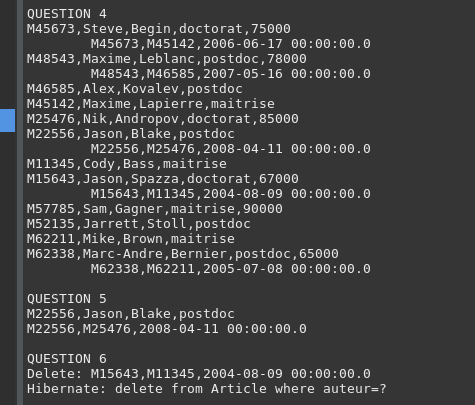 QUESTION 4
M45673,Steve,Begin,doctorat,75000
M45673,M45142,2006-06-17 00:00:00.0
M48543,Maxime,Leblanc,postdoc,78000
M48543,M46585,2007-05-16 00:00:00.0
M46585,Alex,Kovalev,postdoc
M45142,Maxime,Lapierre,maitrise
M25476,Nik,Andropov,doctorat,85000
M22556,Jason,Blake,postdoc
M22556,M25476,2008-04-11 00:00:00.0
M11345,Cody,Bass,maitrise
M15643,Jason,Spazza,doctorat,67000
M15643,M11345,2004-08-09 00:00:00.0
M57785,Sam,Gagner,maitrise,90000
M52135,Jarrett,Stoll,postdoc
M62211,Mike,Brown,maitrise
M62338,Marc-Andre,Bernier,postdoc,65000
M62338,M62211,2005-07-08 00:00:00.0
QUESTION 5
M22556,Jason,Blake,postdoc
M22556,M25476,2008-04-11 00:00:00.0
QUESTION 6
Delete: M15643,M11345,2004-08-09 00:00:00.0
Hibernate: delete from Article where auteur=?